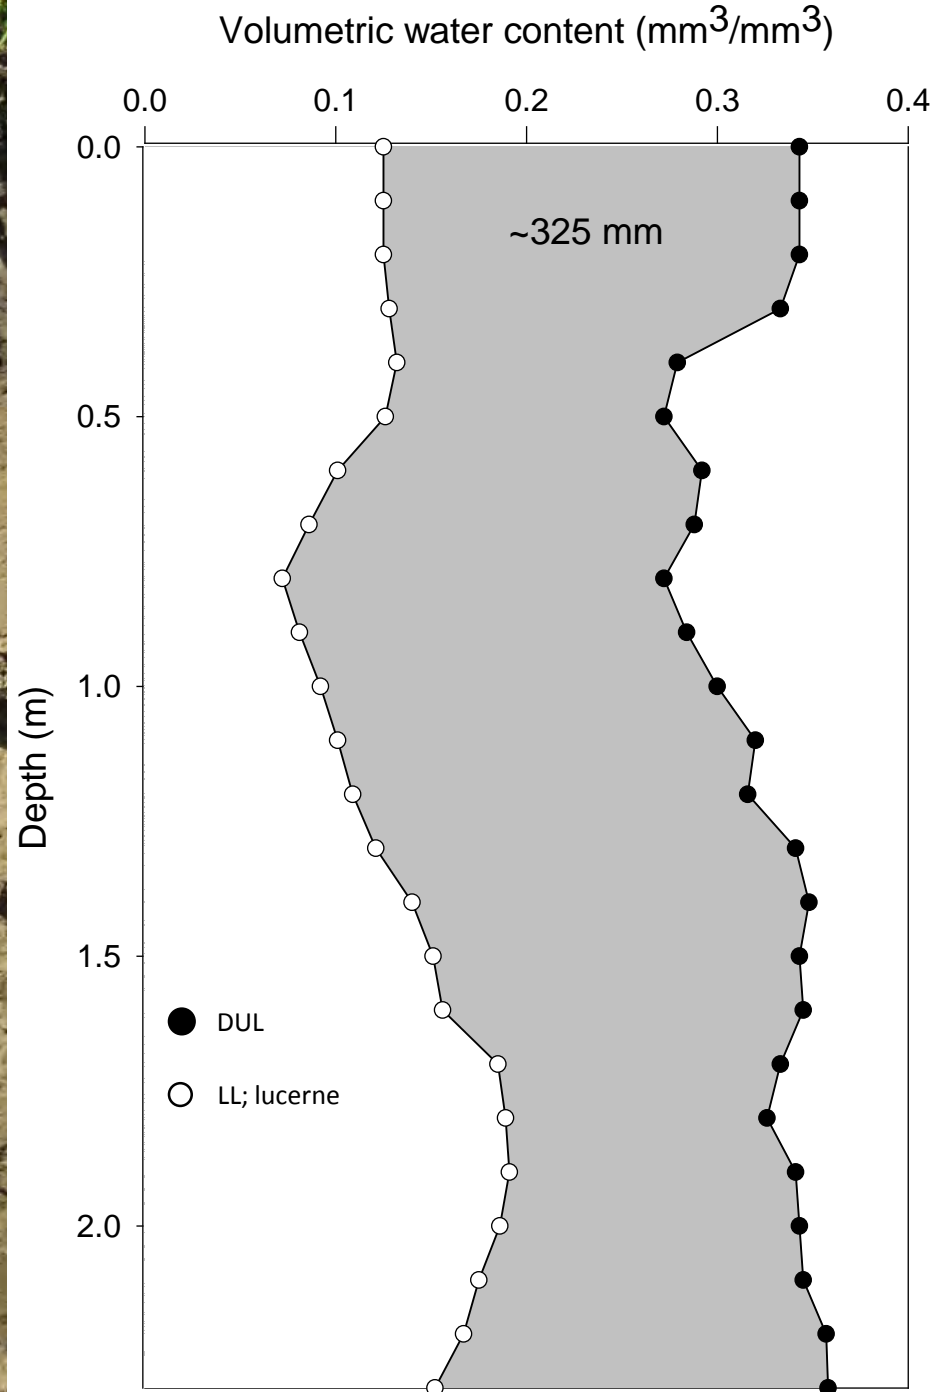 Volumetric water content (mm³/mm³)
0.0 0.1 0.2 0.3 0.4
0.0
~325 mm
0.5
1.0
Depth (m)
1.5
DUL
LL; lucerne
2.0